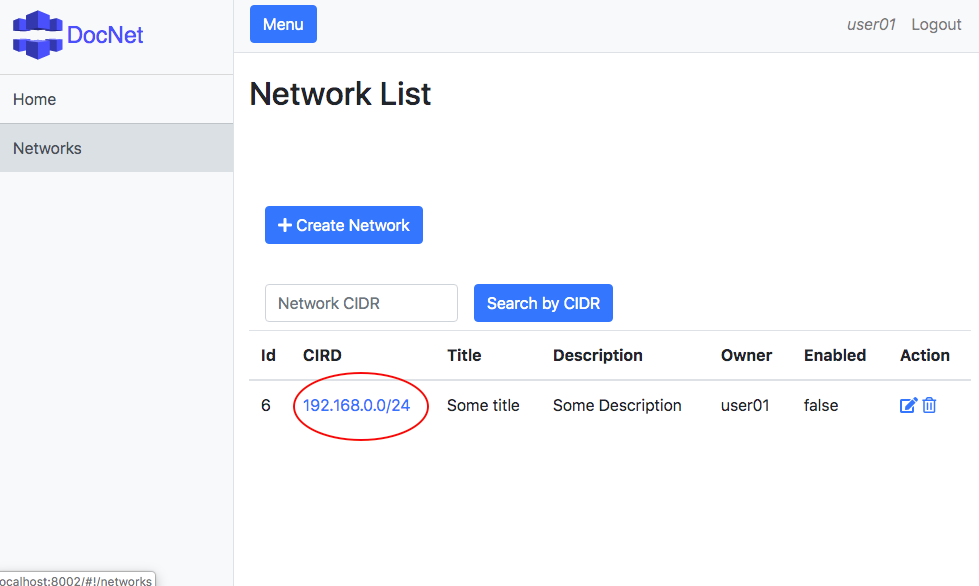 DocNet
Menu
user01 Logout
Home
Networks
Network List
Create Network
Network CIDR
Search by CIDR
Id CIRD Title Description Owner Enabled Action
6 192.168.0.0/24 Some title Some Description user01 false
ocalhost:8002/#!/networks